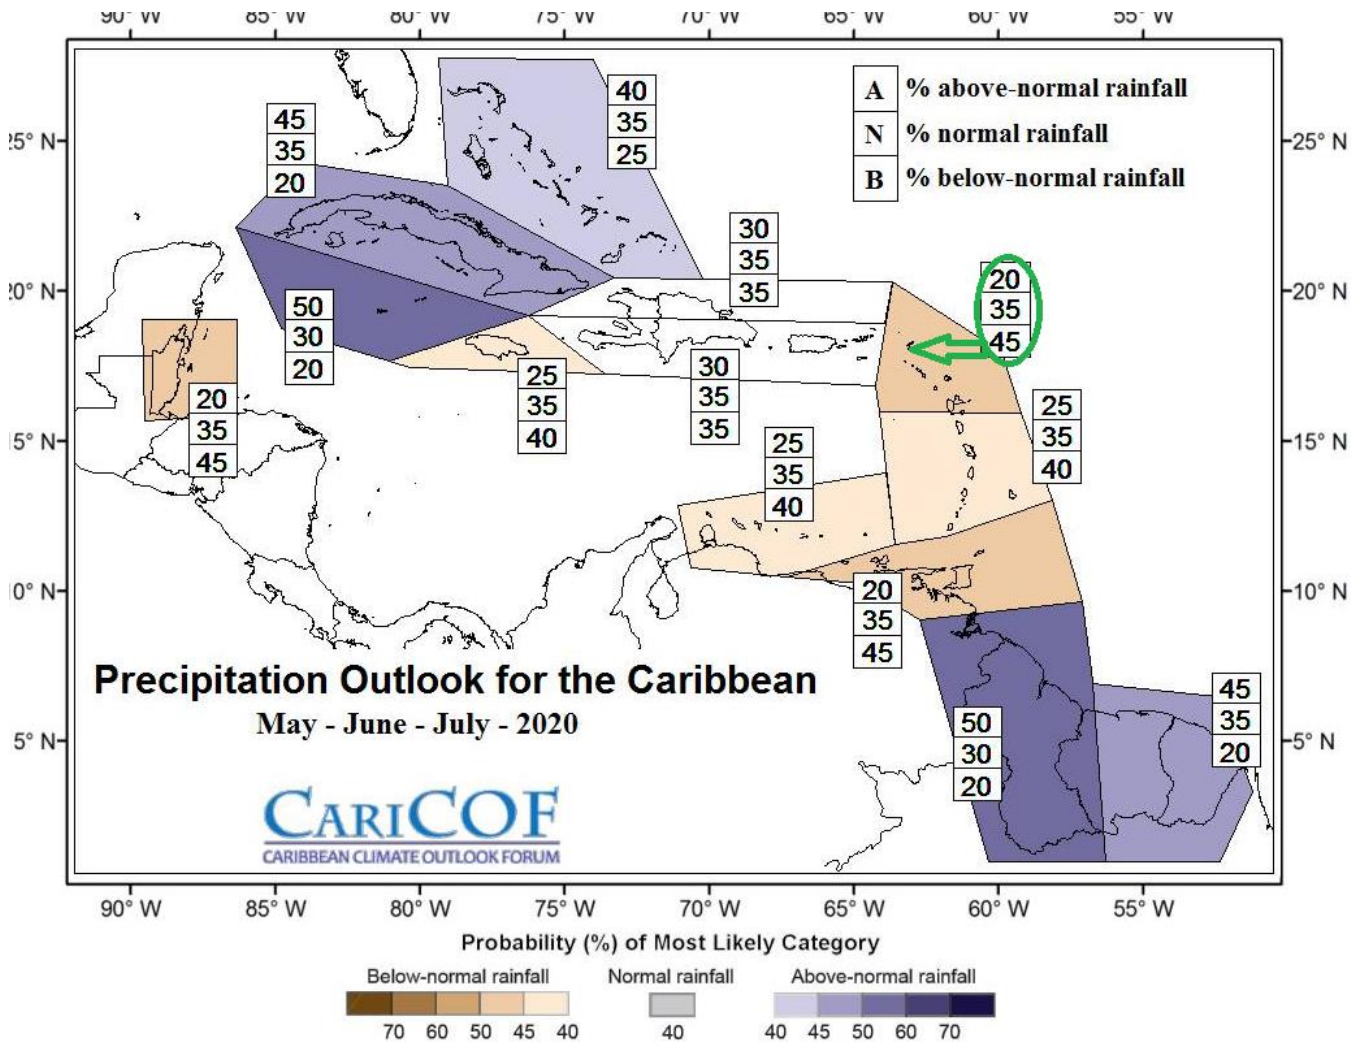 90° W 85° W 80° W 75° W 70° W 65° W 60° W 55° W
A % above-normal rainfall
N % normal rainfall
B % below-normal rainfall
40
35
25
45
35
20
25° N
25° N
30
35
35
20
35
45
20° N
20° N
50
30
20
25
35
40
30
35
35
20
35
45
25
35
40
25
35
40
15° N
15° N
20
35
45
0° N
10° N
Precipitation Outlook for the Caribbean
May - June - July - 2020
50
30
20
45
35
20
5° N
5° N
CARICOF
CARIBBEAN CLIMATE OUTLOOK FORUM
90° W 85° W 80° W 75° W 70° W 65° W 60° W 55° W
Probability (%) of Most Likely Category
Below-normal rainfall Normal rainfall Above-normal rainfall
70 60 50 45 40 40 40 45 50 60 70